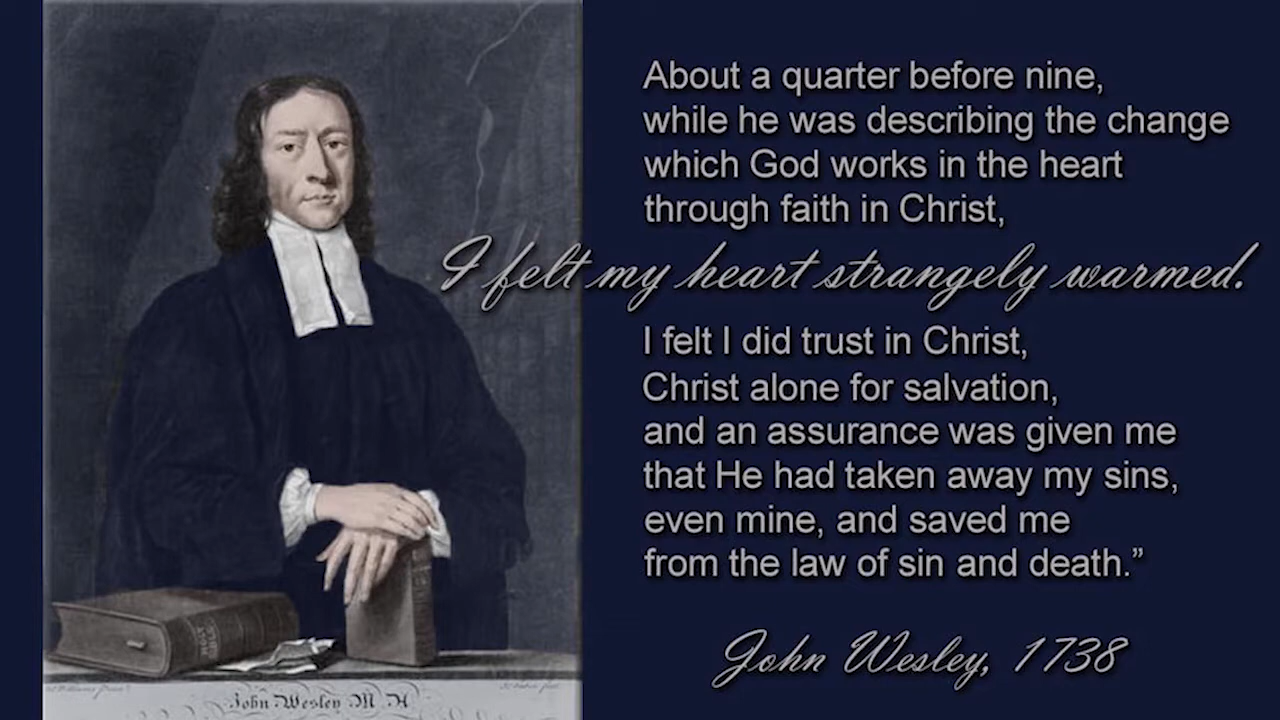 About a quarter before nine,
while he was describing the change
which God works in the heart
through faith in Christ,
I felt my heart strangely warmed.
I felt I did trust in Christ,
Christ alone for salvation,
and an assurance was given me
that He had taken away my sins,
even mine, and saved me
from the law of sin and death.”
John Wesley, 1738
HOLY BIBLE
John Wesley M A